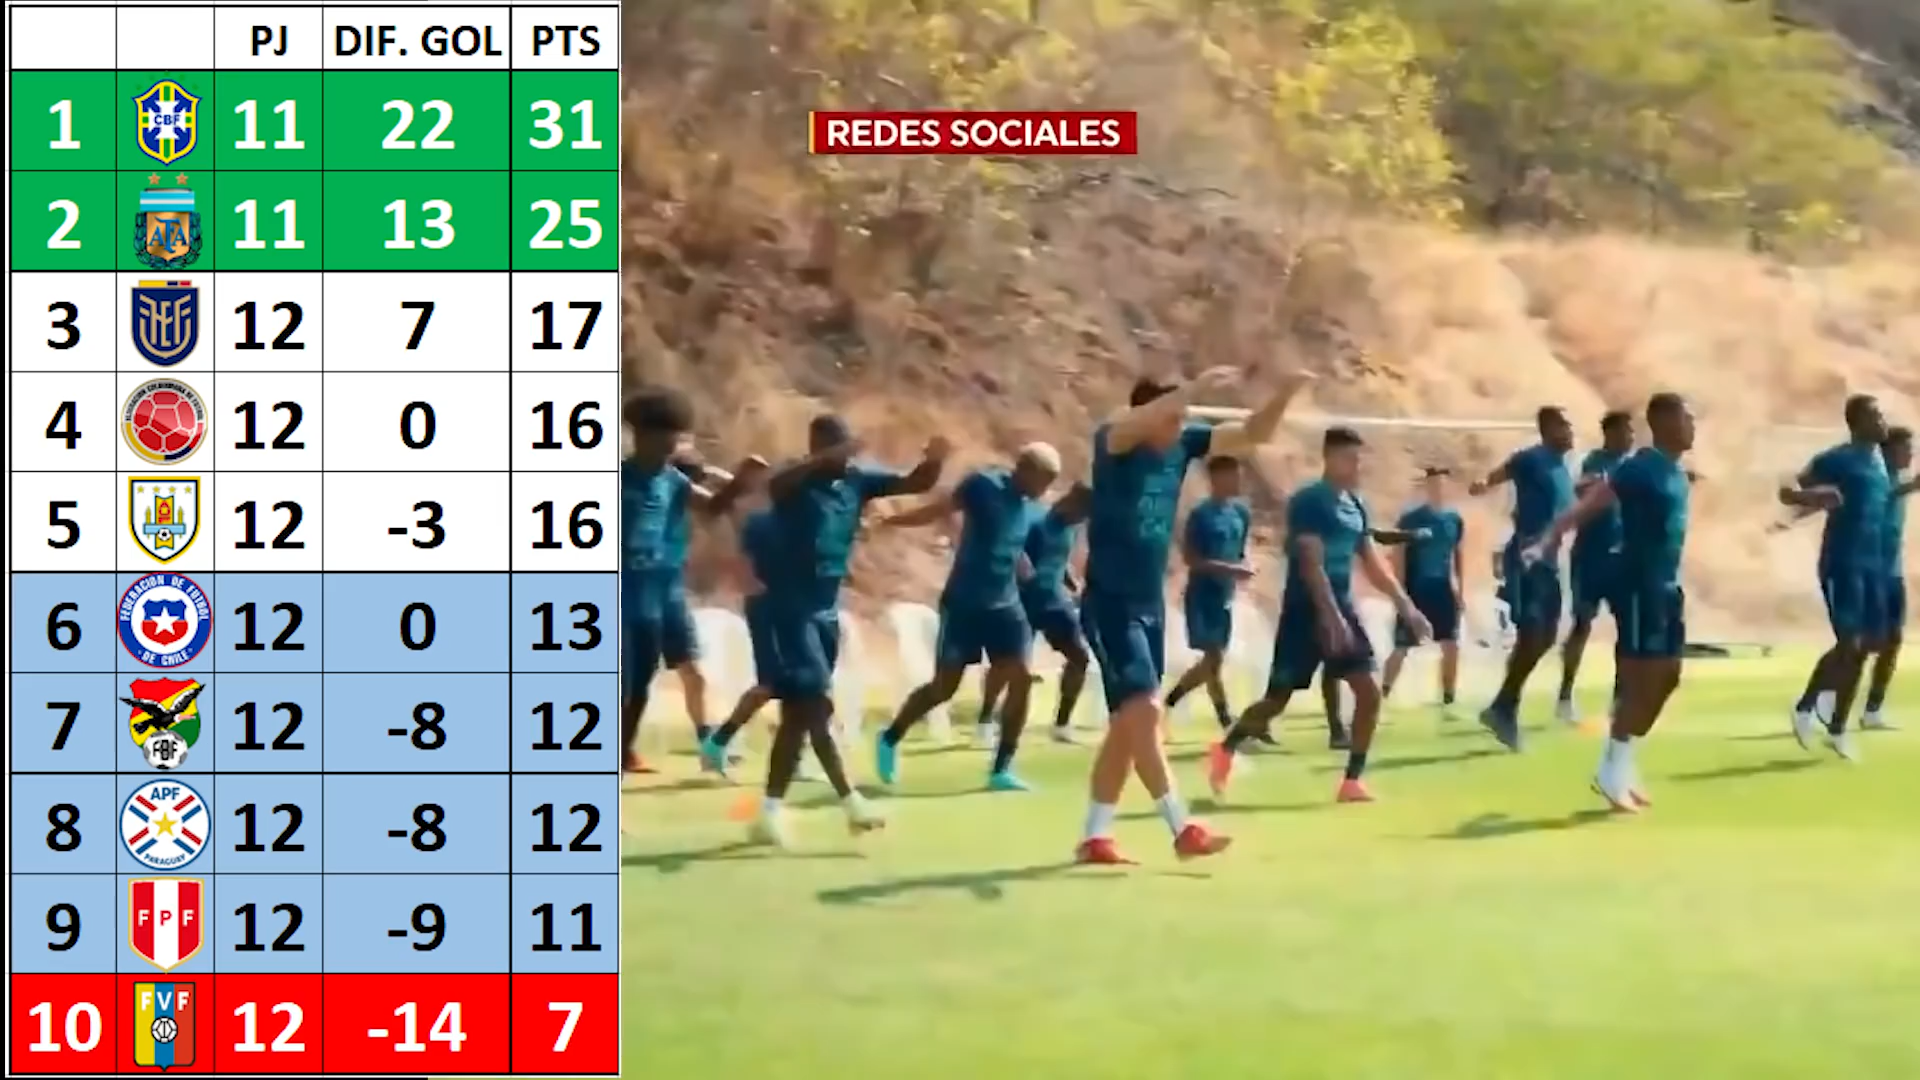 PJ DIF. GOL PTS
1 CBF 11 22 31
2 AFA 11 13 25
3 FEF 12 7 17
4 12 0 16
5 12 -3 16
6 FEDERACION DE FUTBOL DE CHILE 12 0 13
7 FBF 12 -8 12
8 APF PARAGUAY 12 -8 12
9 FPF 12 -9 11
10 FVF 12 -14 7
REDES SOCIALES